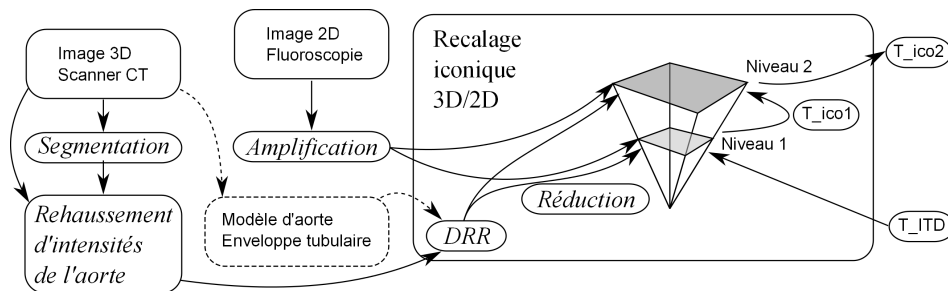 Image 3D
Scanner CT
Image 2D
Fluoroscopie
Recalage
iconique
3D/2D
Niveau 2
T_ico2
T_ico1
Segmentation
Amplification
Niveau 1
Réduction
Rehaussement
d'intensités
de l'aorte
Modèle d'aorte
Enveloppe tubulaire
DRR
T_ITD